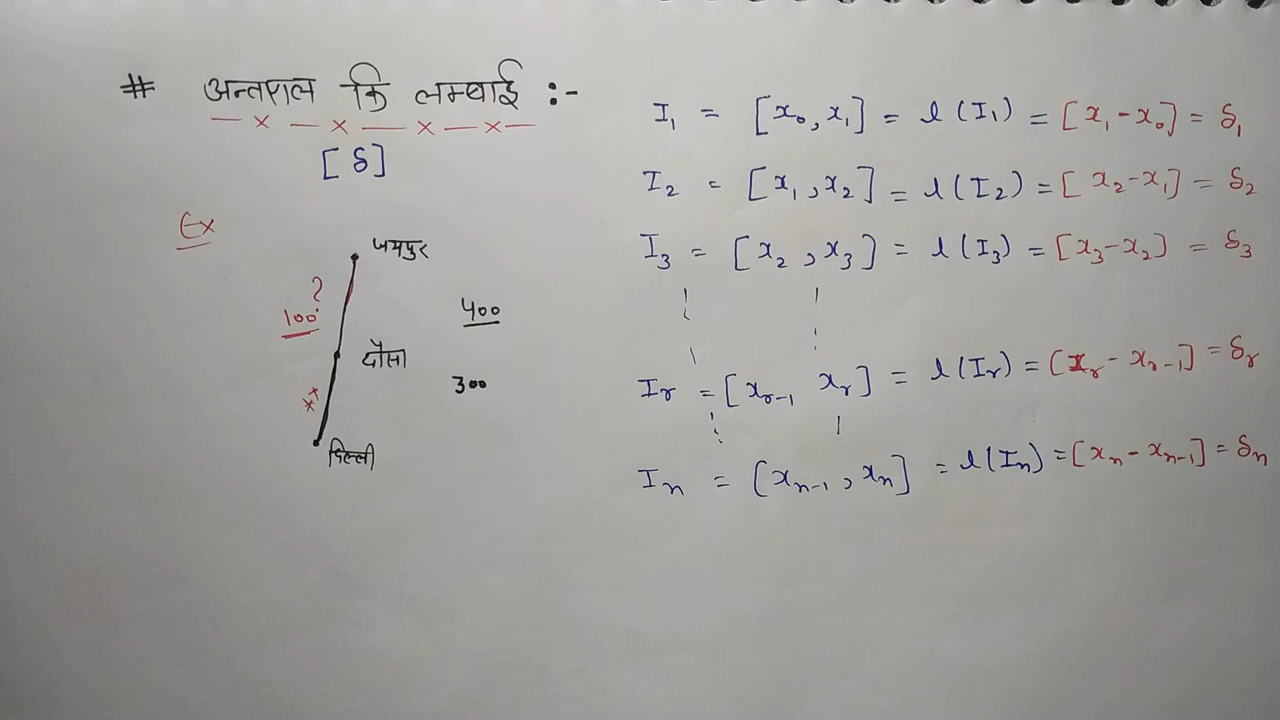 # अन्तराल कि लम्बाई :-
[ δ ]
Ex
जयपुर
?
100
400
दौसा
300
दिल्ली
I₁ = [x₀, x₁] = l(I₁) = [x₁-x₀] = δ₁
I₂ = [x₁, x₂] = l(I₂) = [x₂-x₁] = δ₂
I₃ = [x₂, x₃] = l(I₃) = [x₃-x₂] = δ₃
Iᵣ = [xᵣ₋₁ xᵣ] = l(Iᵣ) = [xᵣ - xᵣ₋₁] = δᵣ
Iₙ = [xₙ₋₁, xₙ] = l(Iₙ) = [xₙ - xₙ₋₁] = δₙ